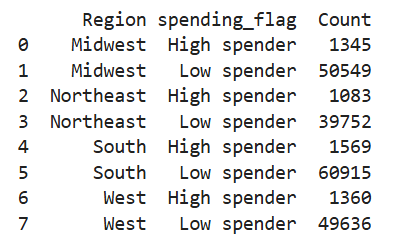 Region spending_flag Count
0 Midwest High spender 1345
1 Midwest Low spender 50549
2 Northeast High spender 1083
3 Northeast Low spender 39752
4 South High spender 1569
5 South Low spender 60915
6 West High spender 1360
7 West Low spender 49636